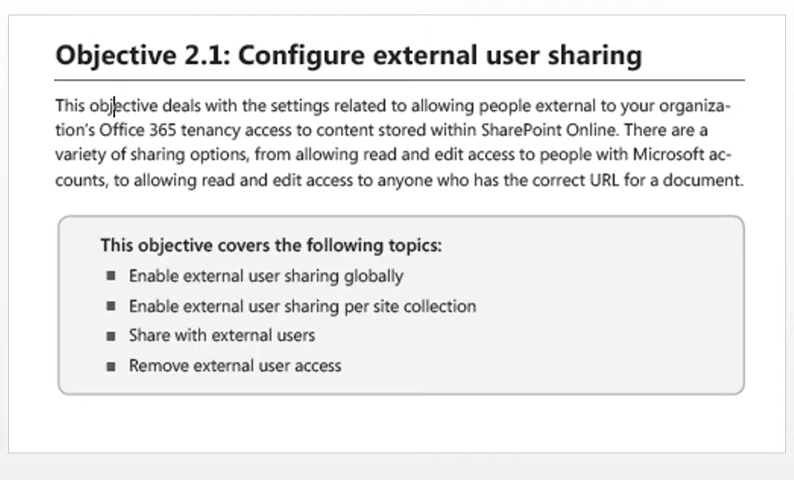 Objective 2.1: Configure external user sharing
This objective deals with the settings related to allowing people external to your organiza-
tion's Office 365 tenancy access to content stored within SharePoint Online. There are a
variety of sharing options, from allowing read and edit access to people with Microsoft ac-
counts, to allowing read and edit access to anyone who has the correct URL for a document.
This objective covers the following topics:
■ Enable external user sharing globally
■ Enable external user sharing per site collection
■ Share with external users
■ Remove external user access